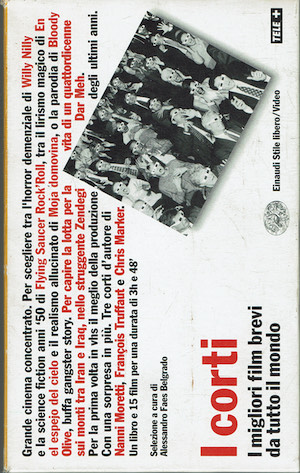 Grande cinema concentrato. Per scegliere tra l'horror demenziale di Willy Nilly
e la science fiction anni '50 di Flying Saucer Rock'Roll, tra il lirismo magico di En
el espejo del cielo e il realismo allucinato di Moja domovina, o la parodia di Bloody
Olive, buffa gangster story. Per capire la lotta per la vita di un quattordicenne
sui monti tra Iran e Iraq, nello struggente Zendegi Dar Meh.
Per la prima volta in vhs il meglio della produzione degli ultimi anni.
Con una sorpresa in più. Tre corti d'autore di
Nanni Moretti, François Truffaut e Chris Marker.
Un libro e 15 film per una durata di 3h e 48'
Selezione a cura di
Alessandro Faes Belgrado
I corti
I migliori film brevi
da tutto il mondo
Einaudi Stile libero/Video
TELE +